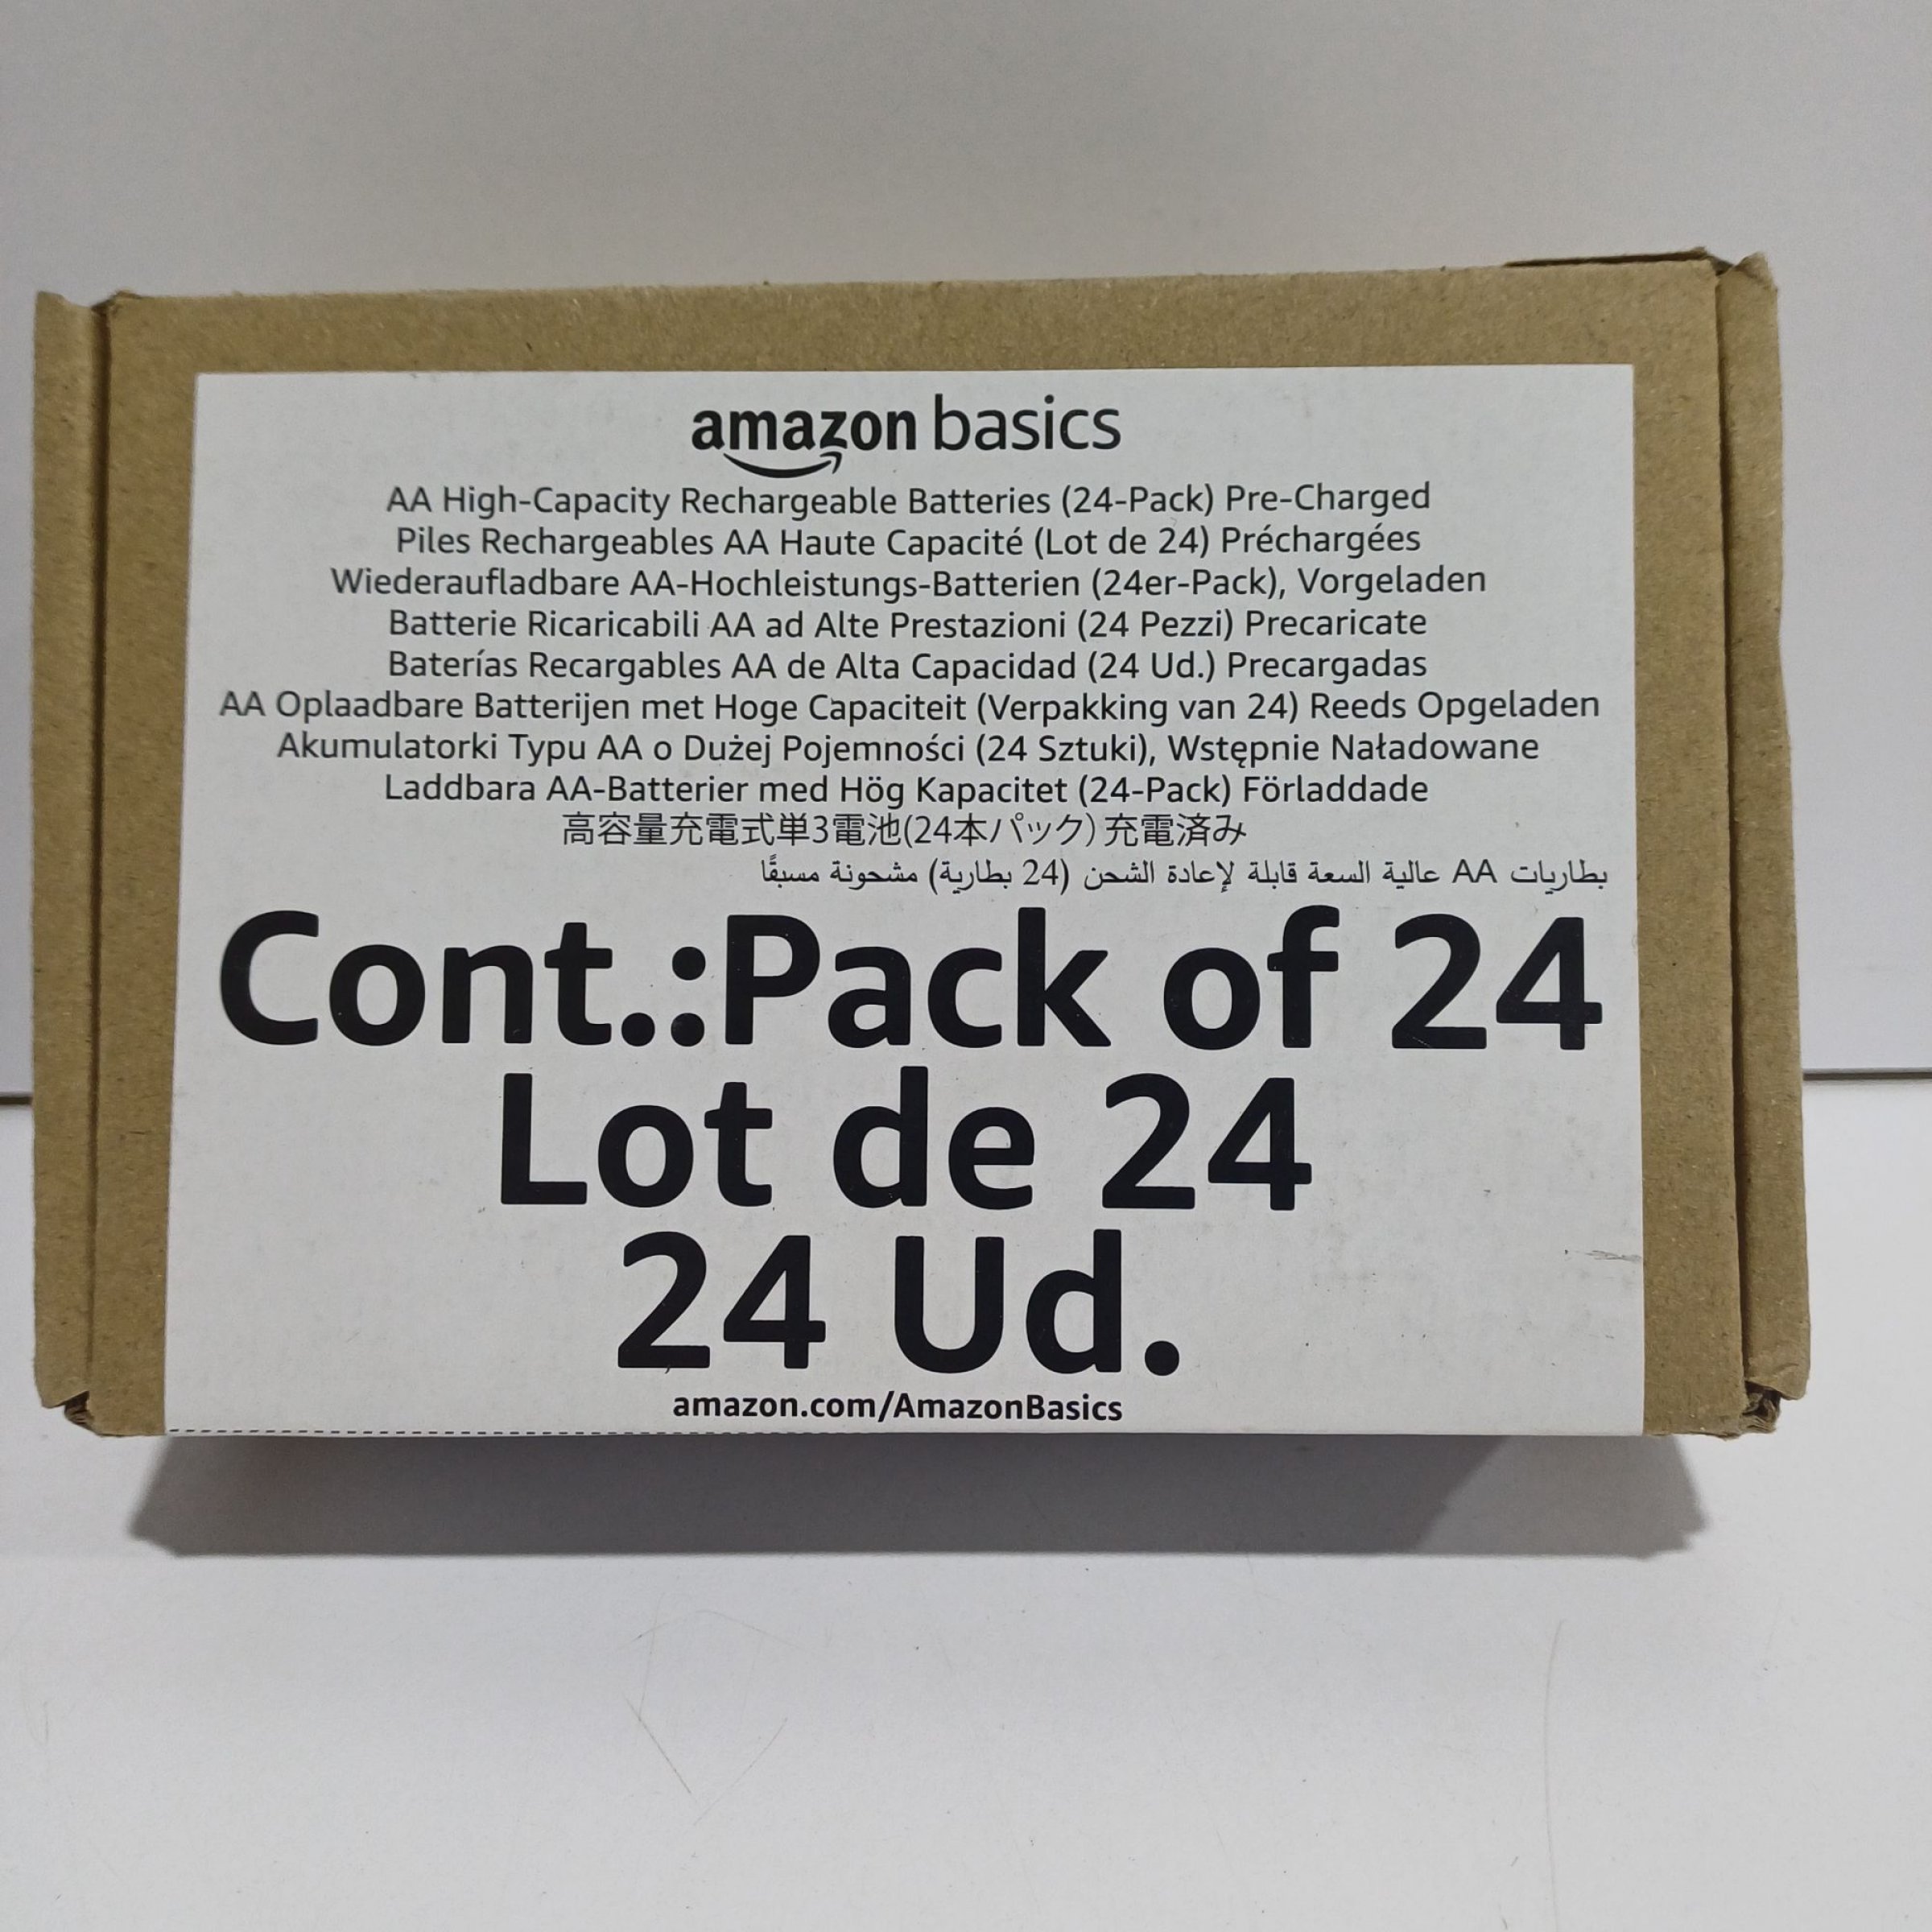 amazon basics
AA High-Capacity Rechargeable Batteries (24-Pack) Pre-Charged
Piles Rechargeables AA Haute Capacité (Lot de 24) Préchargées
Wiederaufladbare AA-Hochleistungs-Batterien (24er-Pack), Vorgeladen
Batterie Ricaricabili AA ad Alte Prestazioni (24 Pezzi) Precaricate
Baterías Recargables AA de Alta Capacidad (24 Ud.) Precargadas
AA Oplaadbare Batterijen met Hoge Capaciteit (Verpakking van 24) Reeds Opgeladen
Akumulatorki Typu AA o Dużej Pojemności (24 Sztuki), Wstępnie Naładowane
Laddbara AA-Batterier med Hög Kapacitet (24-Pack) Förladdade
高容量充電式単3電池(24本パック)充電済み
بطاريات AA عالية السعة قابلة لإعادة الشحن (24 بطارية) مشحونة مسبقًا
Cont.:Pack of 24
Lot de 24
24 Ud.
amazon.com/AmazonBasics